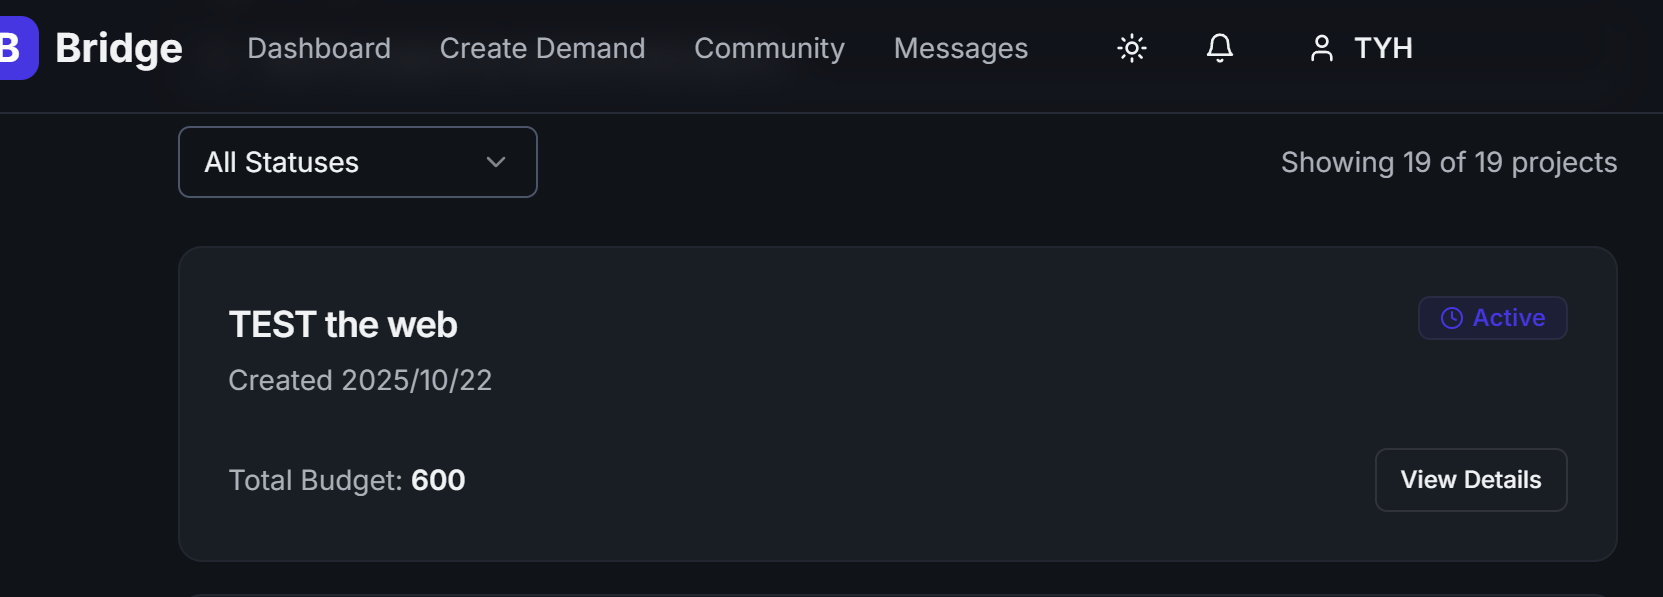 B Bridge Dashboard Create Demand Community Messages TYH
All Statuses Showing 19 of 19 projects
TEST the web Active
Created 2025/10/22
Total Budget: 600 View Details